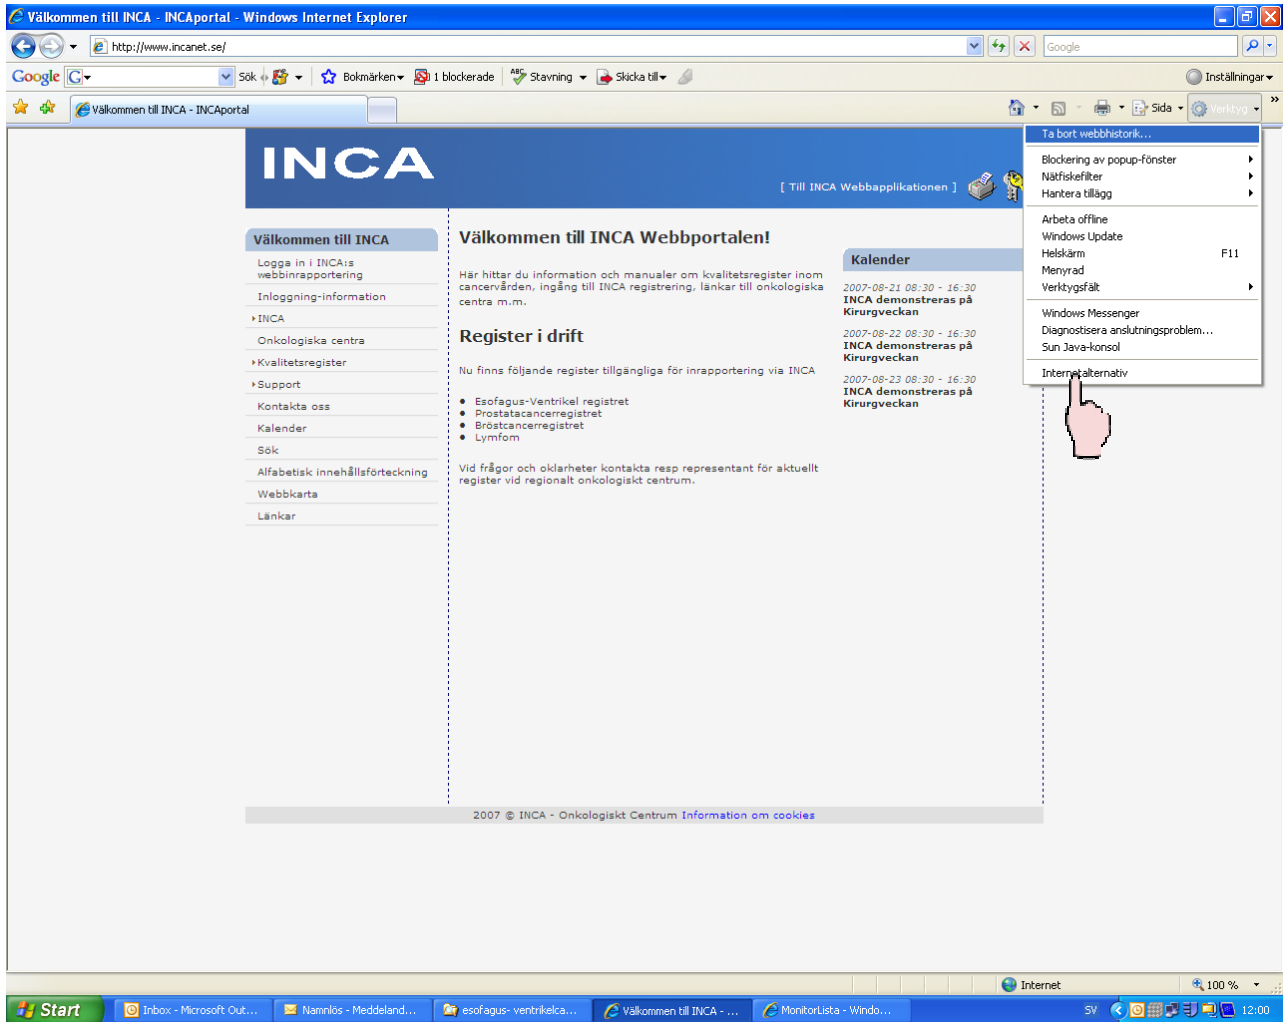 Välkommen till INCA - INCAportal - Windows Internet Explorer
http://www.incanet.se/
Google
Google G
Sök
Bokmärken
1 blockerade
ABC Stavning
Skicka till
Inställningar
Välkommen till INCA - INCAportal
Sida
Verktyg
»
INCA
[ Till INCA Webbapplikationen ]
Ta bort webbhistorik...
Blockering av popup-fönster
Nätfiskefilter
Hantera tillägg
Arbeta offline
Windows Update
Helskärm F11
Menyrad
Verktygsfält
Windows Messenger
Diagnostisera anslutningsproblem...
Sun Java-konsol
Internetalternativ
Välkommen till INCA
Logga in i INCA:s
webbinrapportering
Inloggning-information
INCA
Onkologiska centra
Kvalitetsregister
Support
Kontakta oss
Kalender
Sök
Alfabetisk innehållsförteckning
Webbkarta
Länkar
Välkommen till INCA Webbportalen!
Här hittar du information och manualer om kvalitetsregister inom
cancervården, ingång till INCA registrering, länkar till onkologiska
centra m.m.
Register i drift
Nu finns följande register tillgängliga för inrapportering via INCA
• Esofagus-Ventrikel registret
• Prostatacancerregistret
• Bröstcancerregistret
• Lymfom
Vid frågor och oklarheter kontakta resp representant för aktuellt
register vid regionalt onkologiskt centrum.
Kalender
2007-08-21 08:30 - 16:30
INCA demonstreras på
Kirurgveckan
2007-08-22 08:30 - 16:30
INCA demonstreras på
Kirurgveckan
2007-08-23 08:30 - 16:30
INCA demonstreras på
Kirurgveckan
2007 © INCA - Onkologiskt Centrum Information om cookies
Internet
100 %
Start
Inbox - Microsoft Out...
Namnlös - Meddeland...
esofagus- ventrikelca...
Välkommen till INCA - ...
MonitorLista - Windo...
SV
12:00